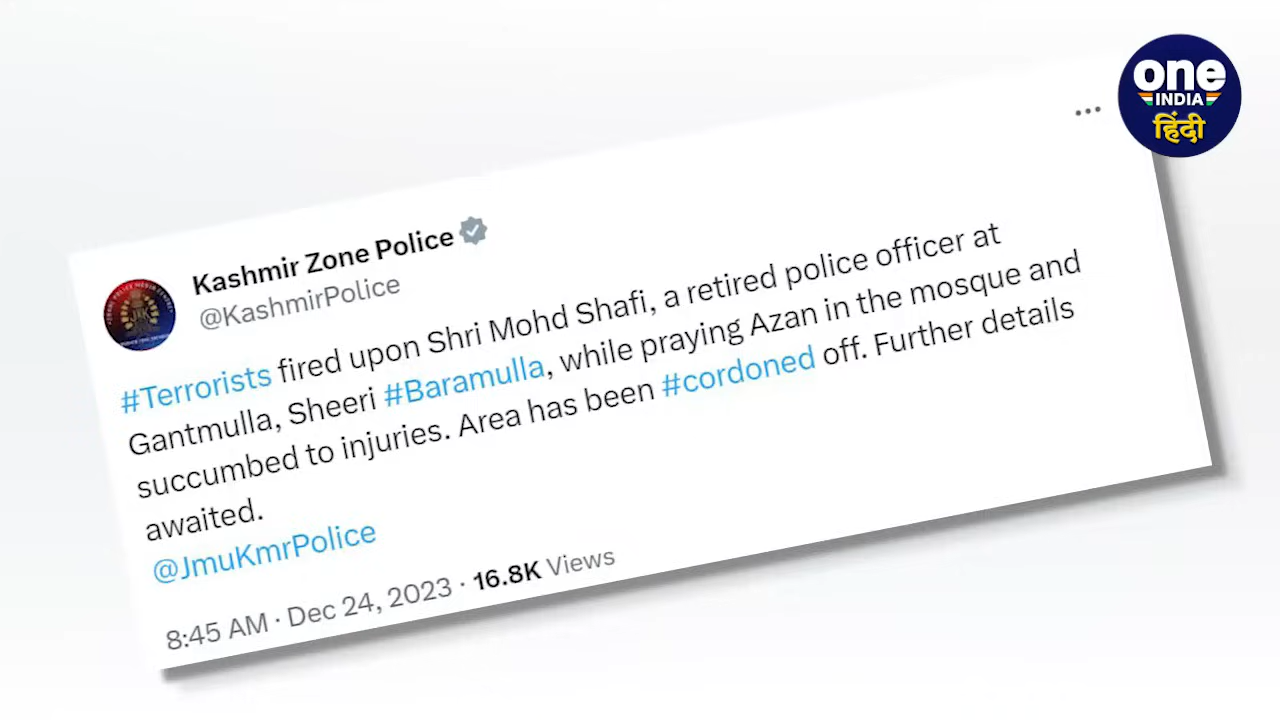 one
INDIA
हिंदी
Kashmir Zone Police
@KashmirPolice
#Terrorists fired upon Shri Mohd Shafi, a retired police officer at
Gantmulla, Sheeri #Baramulla, while praying Azan in the mosque and
succumbed to injuries. Area has been #cordoned off. Further details
awaited.
@JmuKmrPolice
8:45 AM · Dec 24, 2023 · 16.8K Views